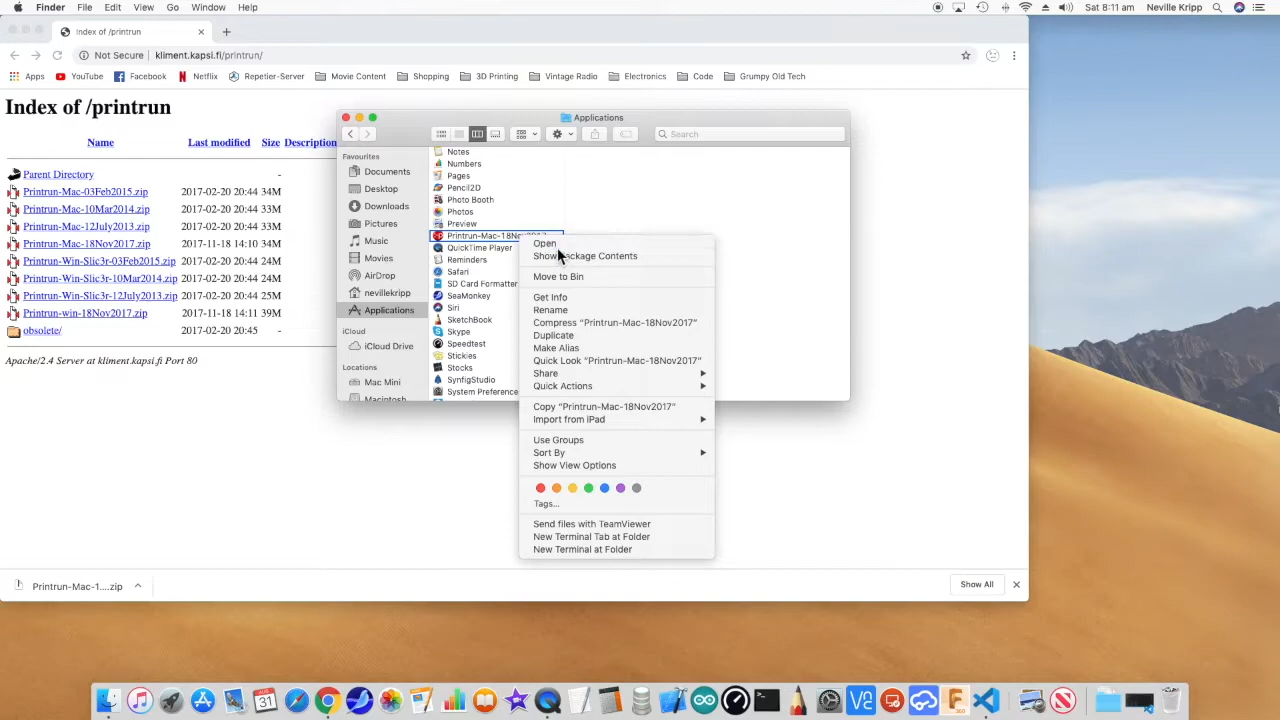 Finder File Edit View Go Window Help Sat 8:11 am Neville Kripp
Index of /printrun
Not Secure kliment.kapsi.fi/printrun/
Apps YouTube Facebook Netflix Repetier-Server Movie Content Shopping 3D Printing Vintage Radio Electronics Code Grumpy Old Tech
Index of /printrun
Name Last modified Size Description
Parent Directory -
Printrun-Mac-03Feb2015.zip 2017-02-20 20:44 34M
Printrun-Mac-10Mar2014.zip 2017-02-20 20:44 33M
Printrun-Mac-12July2013.zip 2017-02-20 20:44 33M
Printrun-Mac-18Nov2017.zip 2017-11-18 14:10 34M
Printrun-Win-Slic3r-03Feb2015.zip 2017-02-20 20:44 24M
Printrun-Win-Slic3r-10Mar2014.zip 2017-02-20 20:44 24M
Printrun-Win-Slic3r-12July2013.zip 2017-02-20 20:44 25M
Printrun-win-18Nov2017.zip 2017-11-18 14:11 39M
obsolete/ 2017-02-20 20:45 -
Apache/2.4 Server at kliment.kapsi.fi Port 80
Applications
Search
Favourites
Documents
Desktop
Downloads
Pictures
Music
Movies
AirDrop
nevillekripp
Applications
iCloud
iCloud Drive
Locations
Mac Mini
Macintosh
Notes
Numbers
Pages
Pencil2D
Photo Booth
Photos
Preview
Printrun-Mac-18Nov2017
QuickTime Player
Reminders
Safari
SD Card Formatter
SeaMonkey
Siri
SketchBook
Skype
Speedtest
Stickies
Stocks
SynfigStudio
System Preference
Open
Show Package Contents
Move to Bin
Get Info
Rename
Compress “Printrun-Mac-18Nov2017”
Duplicate
Make Alias
Quick Look “Printrun-Mac-18Nov2017”
Share
Quick Actions
Copy “Printrun-Mac-18Nov2017”
Import from iPad
Use Groups
Sort By
Show View Options
Tags...
Send files with TeamViewer
New Terminal Tab at Folder
New Terminal at Folder
Printrun-Mac-1....zip Show All